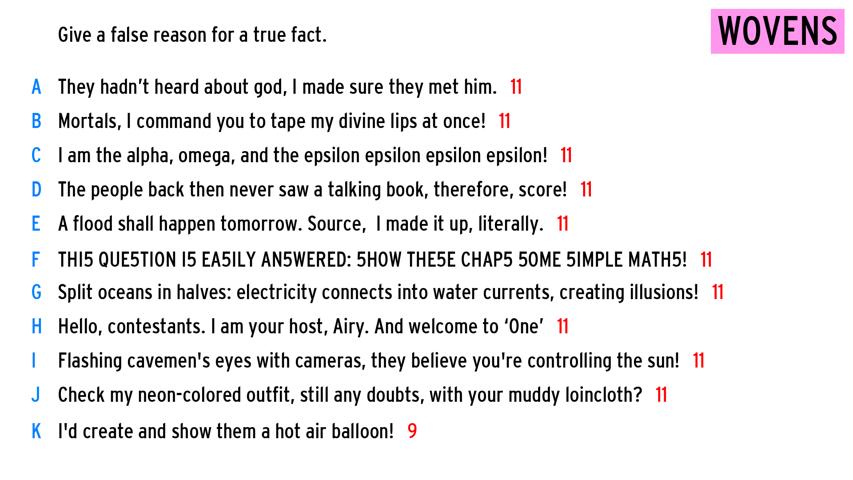 Give a false reason for a true fact.
WOVENS
A They hadn't heard about god, I made sure they met him. 11
B Mortals, I command you to tape my divine lips at once! 11
C I am the alpha, omega, and the epsilon epsilon epsilon epsilon! 11
D The people back then never saw a talking book, therefore, score! 11
E A flood shall happen tomorrow. Source,  I made it up, literally. 11
F THI5 QUE5TION I5 EA5ILY AN5WERED: 5HOW THE5E CHAP5 5OME 5IMPLE MATH5! 11
G Split oceans in halves: electricity connects into water currents, creating illusions! 11
H Hello, contestants. I am your host, Airy. And welcome to ‘One’ 11
I Flashing cavemen's eyes with cameras, they believe you're controlling the sun! 11
J Check my neon-colored outfit, still any doubts, with your muddy loincloth? 11
K I'd create and show them a hot air balloon! 9